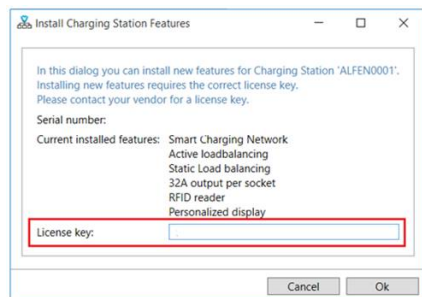 Install Charging Station Features
In this dialog you can install new features for Charging Station 'ALFEN0001'.
Installing new features requires the correct license key.
Please contact your vendor for a license key.
Serial number:
Current installed features: Smart Charging Network
Active loadbalancing
Static Load balancing
32A output per socket
RFID reader
Personalized display
License key:
Cancel Ok